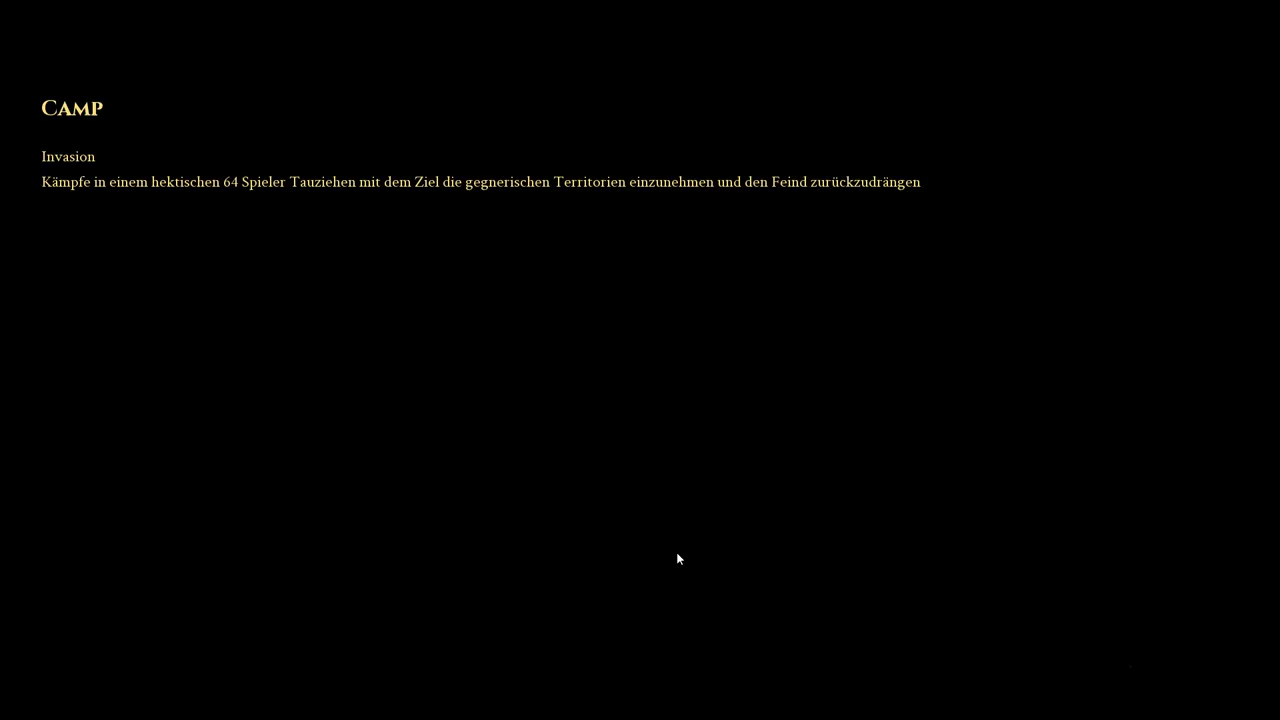 Camp
Invasion
Kämpfe in einem hektischen 64 Spieler Tauziehen mit dem Ziel die gegnerischen Territorien einzunehmen und den Feind zurückzudrängen